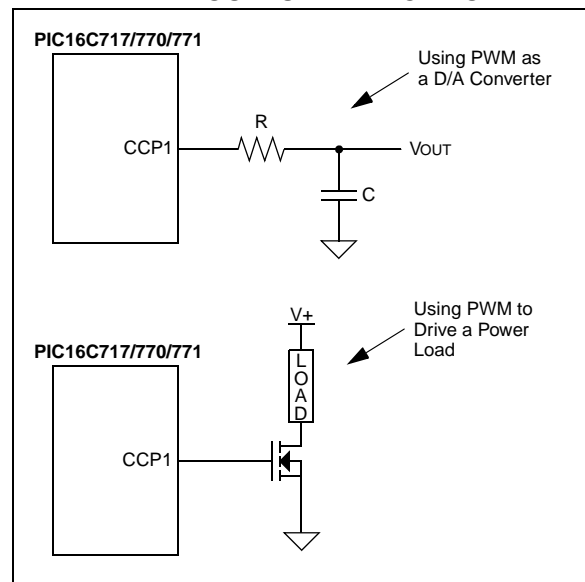 PIC16C717/770/771
Using PWM as
a D/A Converter
R
CCP1
VOUT
C
V+
Using PWM to
Drive a Power
Load
PIC16C717/770/771
L
O
A
D
CCP1